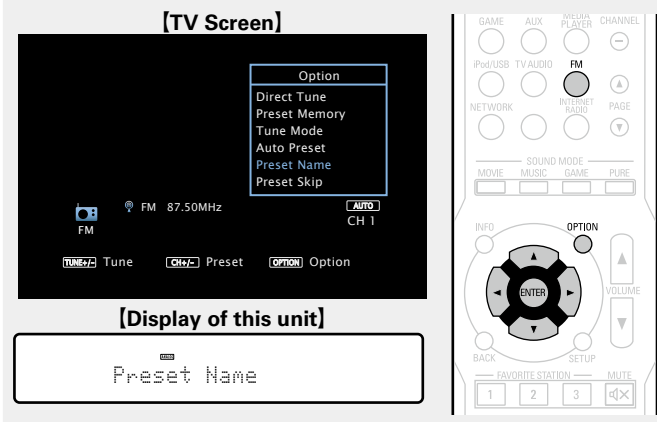 【TV Screen】
Option
Direct Tune
Preset Memory
Tune Mode
Auto Preset
Preset Name
Preset Skip
FM 87.50MHz
AUTO
CH 1
FM
TUNE+/- Tune
CH+/- Preset
OPTION Option
【Display of this unit】
AUTO
Preset Name
GAME
AUX
MEDIA
PLAYER
CHANNEL
iPod/USB
TV AUDIO
FM
NETWORK
INTERNET
RADIO
PAGE
SOUND MODE
MOVIE
MUSIC
GAME
PURE
INFO
OPTION
ENTER
VOLUME
BACK
SETUP
FAVORITE STATION
MUTE
1
2
3